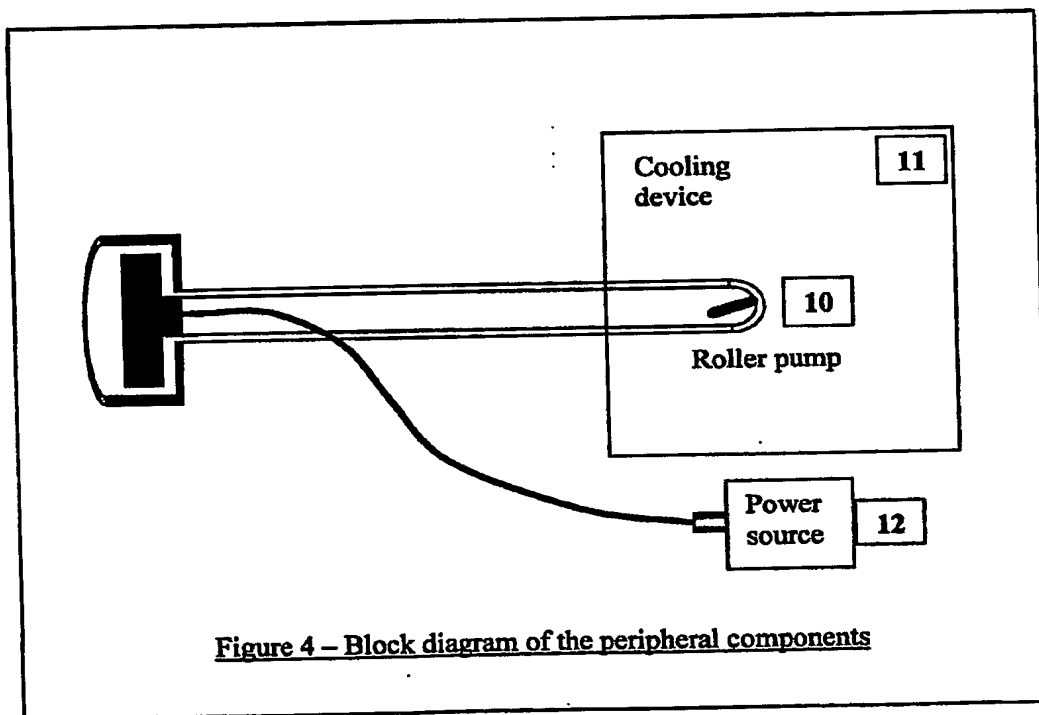 Cooling
device
11
10
Roller pump
Power
source
12
Figure 4 – Block diagram of the peripheral components